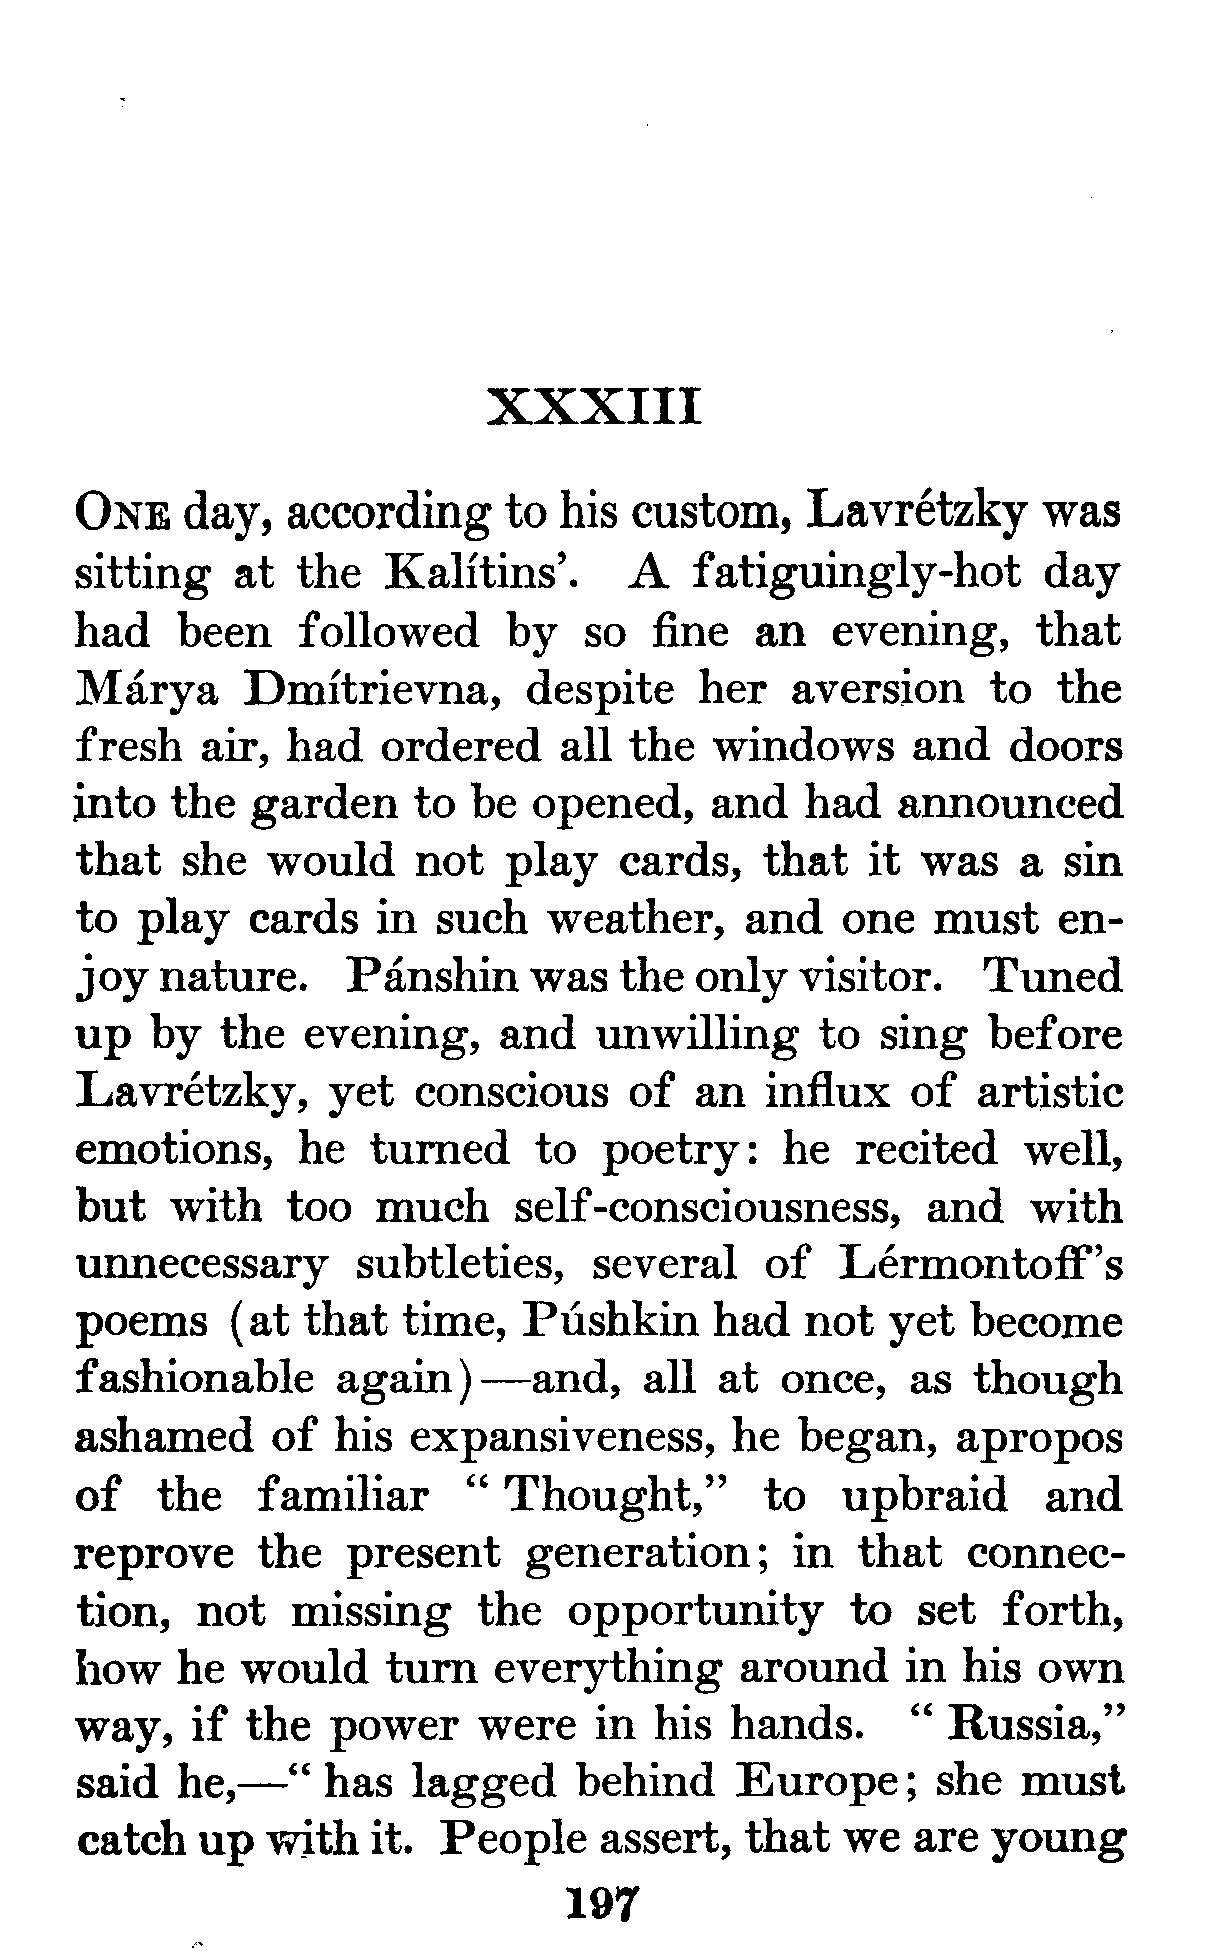 XXXIII
ONE day, according to his custom, Lavrétzky was
sitting at the Kalítins’. A fatiguingly-hot day
had been followed by so fine an evening, that
Márya Dmítrievna, despite her aversion to the
fresh air, had ordered all the windows and doors
into the garden to be opened, and had announced
that she would not play cards, that it was a sin
to play cards in such weather, and one must en-
joy nature. Pánshin was the only visitor. Tuned
up by the evening, and unwilling to sing before
Lavrétzky, yet conscious of an influx of artistic
emotions, he turned to poetry: he recited well,
but with too much self-consciousness, and with
unnecessary subtleties, several of Lérmontoff’s
poems (at that time, Púshkin had not yet become
fashionable again)—and, all at once, as though
ashamed of his expansiveness, he began, apropos
of the familiar “ Thought,” to upbraid and
reprove the present generation; in that connec-
tion, not missing the opportunity to set forth,
how he would turn everything around in his own
way, if the power were in his hands. “ Russia,”
said he,—“ has lagged behind Europe; she must
catch up with it. People assert, that we are young
197